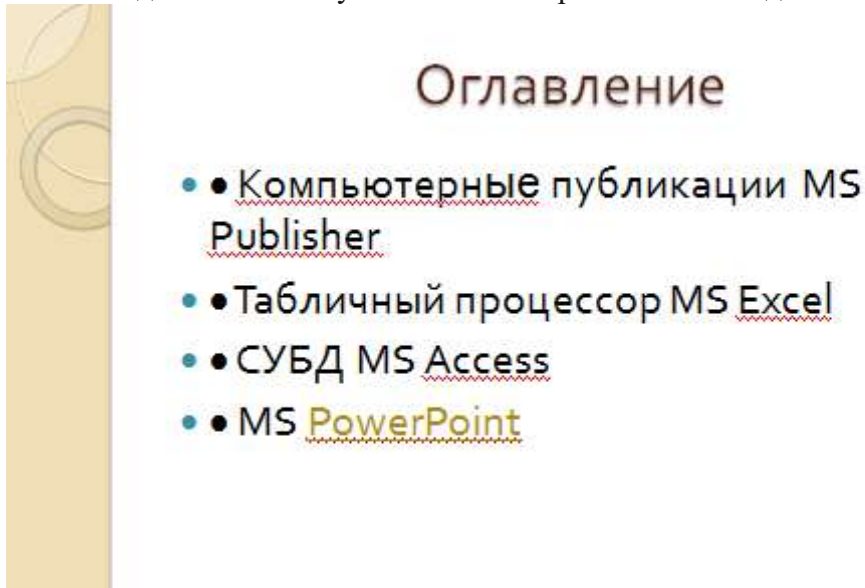 Оглавление
• • Компьютерные публикации MS
Publisher
• • Табличный процессор MS Excel
• • СУБД MS Access
• • MS PowerPoint